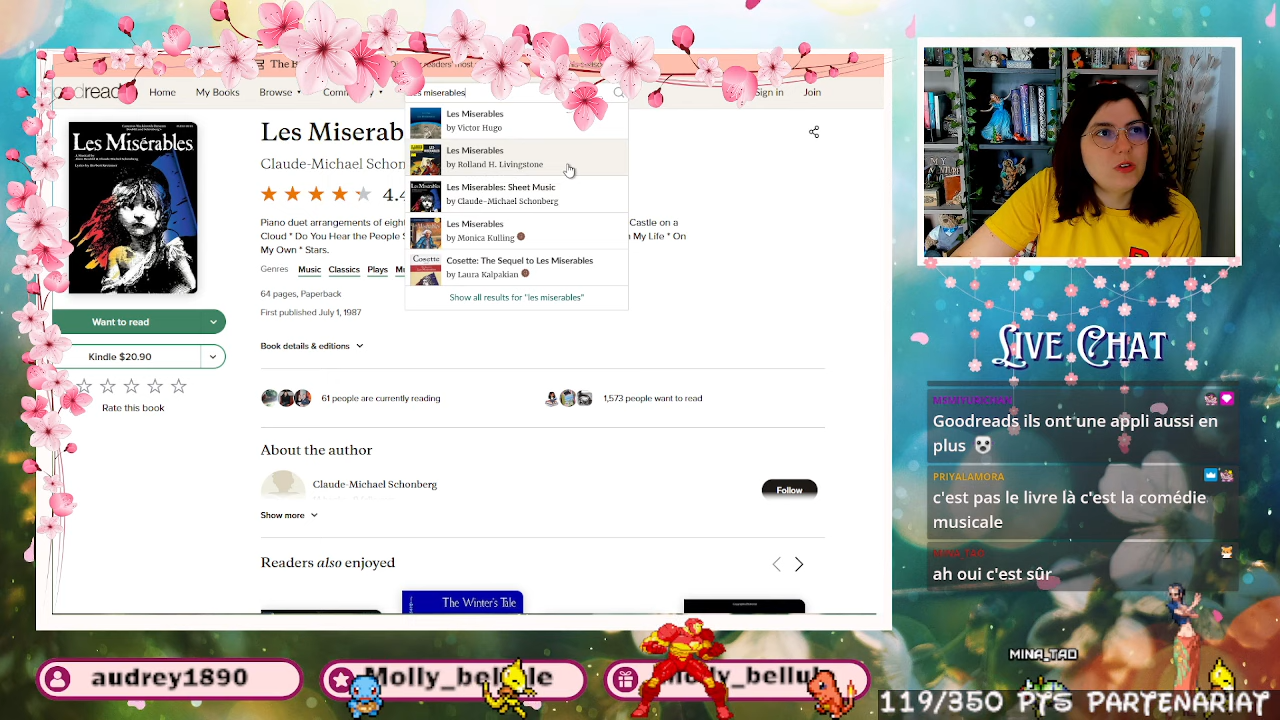 Home
My Books
Browse
Sign in
Join
les miserables
Les Miserables
by Victor Hugo
Les Miserables
by Rolland H. Livingstone
Les Miserables: Sheet Music
by Claude-Michael Schonberg
Les Miserables
by Monica Kulling
Cosette: The Sequel to Les Miserables
by Laura Kalpakian
Show all results for "les miserables"
Les Misérables
Les Miserab
Claude-Michael Schon
4.4
Piano duet arrangements of eight
Castle on a
Cloud * Do You Hear the People S
My Life * On
My Own * Stars.
Genres Music Classics Plays
64 pages, Paperback
First published July 1, 1987
Want to read
Kindle $20.90
Rate this book
Book details & editions
61 people are currently reading
1,573 people want to read
About the author
Claude-Michael Schonberg
Follow
Show more
Readers also enjoyed
The Winter's Tale
Live Chat
Goodreads ils ont une appli aussi en
plus
PRIYALAMORA
c'est pas le livre là c'est la comédie
musicale
MINA_TAO
ah oui c'est sûr
MINA_TAO
audrey1890
119/350 PTS PARTENARIAT